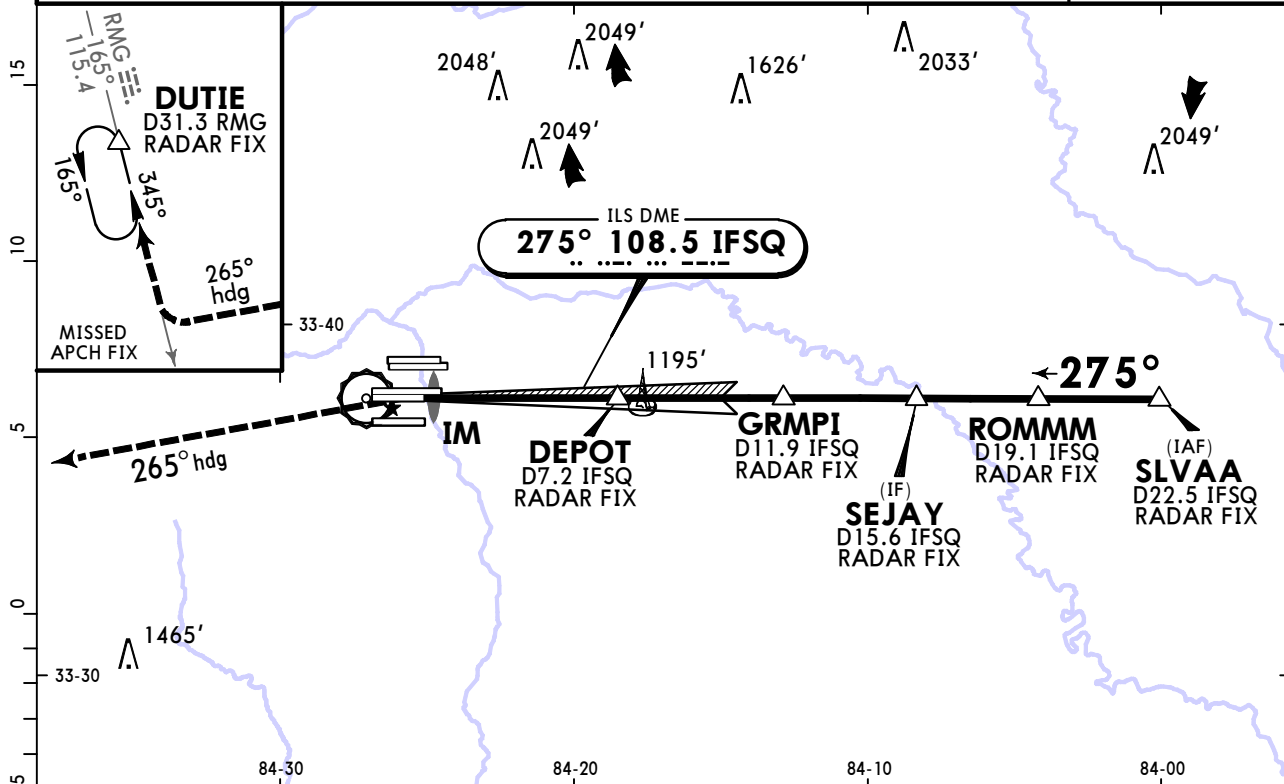 RMG
165°
115.4
DUTIE
D31.3 RMG
RADAR FIX
165°
345°
265°
hdg
MISSED
APCH FIX
15
10
5
0
5
2048'
2049'
2049'
1626'
2033'
2049'
ILS DME
275° 108.5 IFSQ
33-40
1195'
275°
IM
265° hdg
DEPOT
D7.2 IFSQ
RADAR FIX
GRMPI
D11.9 IFSQ
RADAR FIX
(IF)
SEJAY
D15.6 IFSQ
RADAR FIX
ROMMM
D19.1 IFSQ
RADAR FIX
(IAF)
SLVAA
D22.5 IFSQ
RADAR FIX
1465'
33-30
84-30
84-20
84-10
84-00